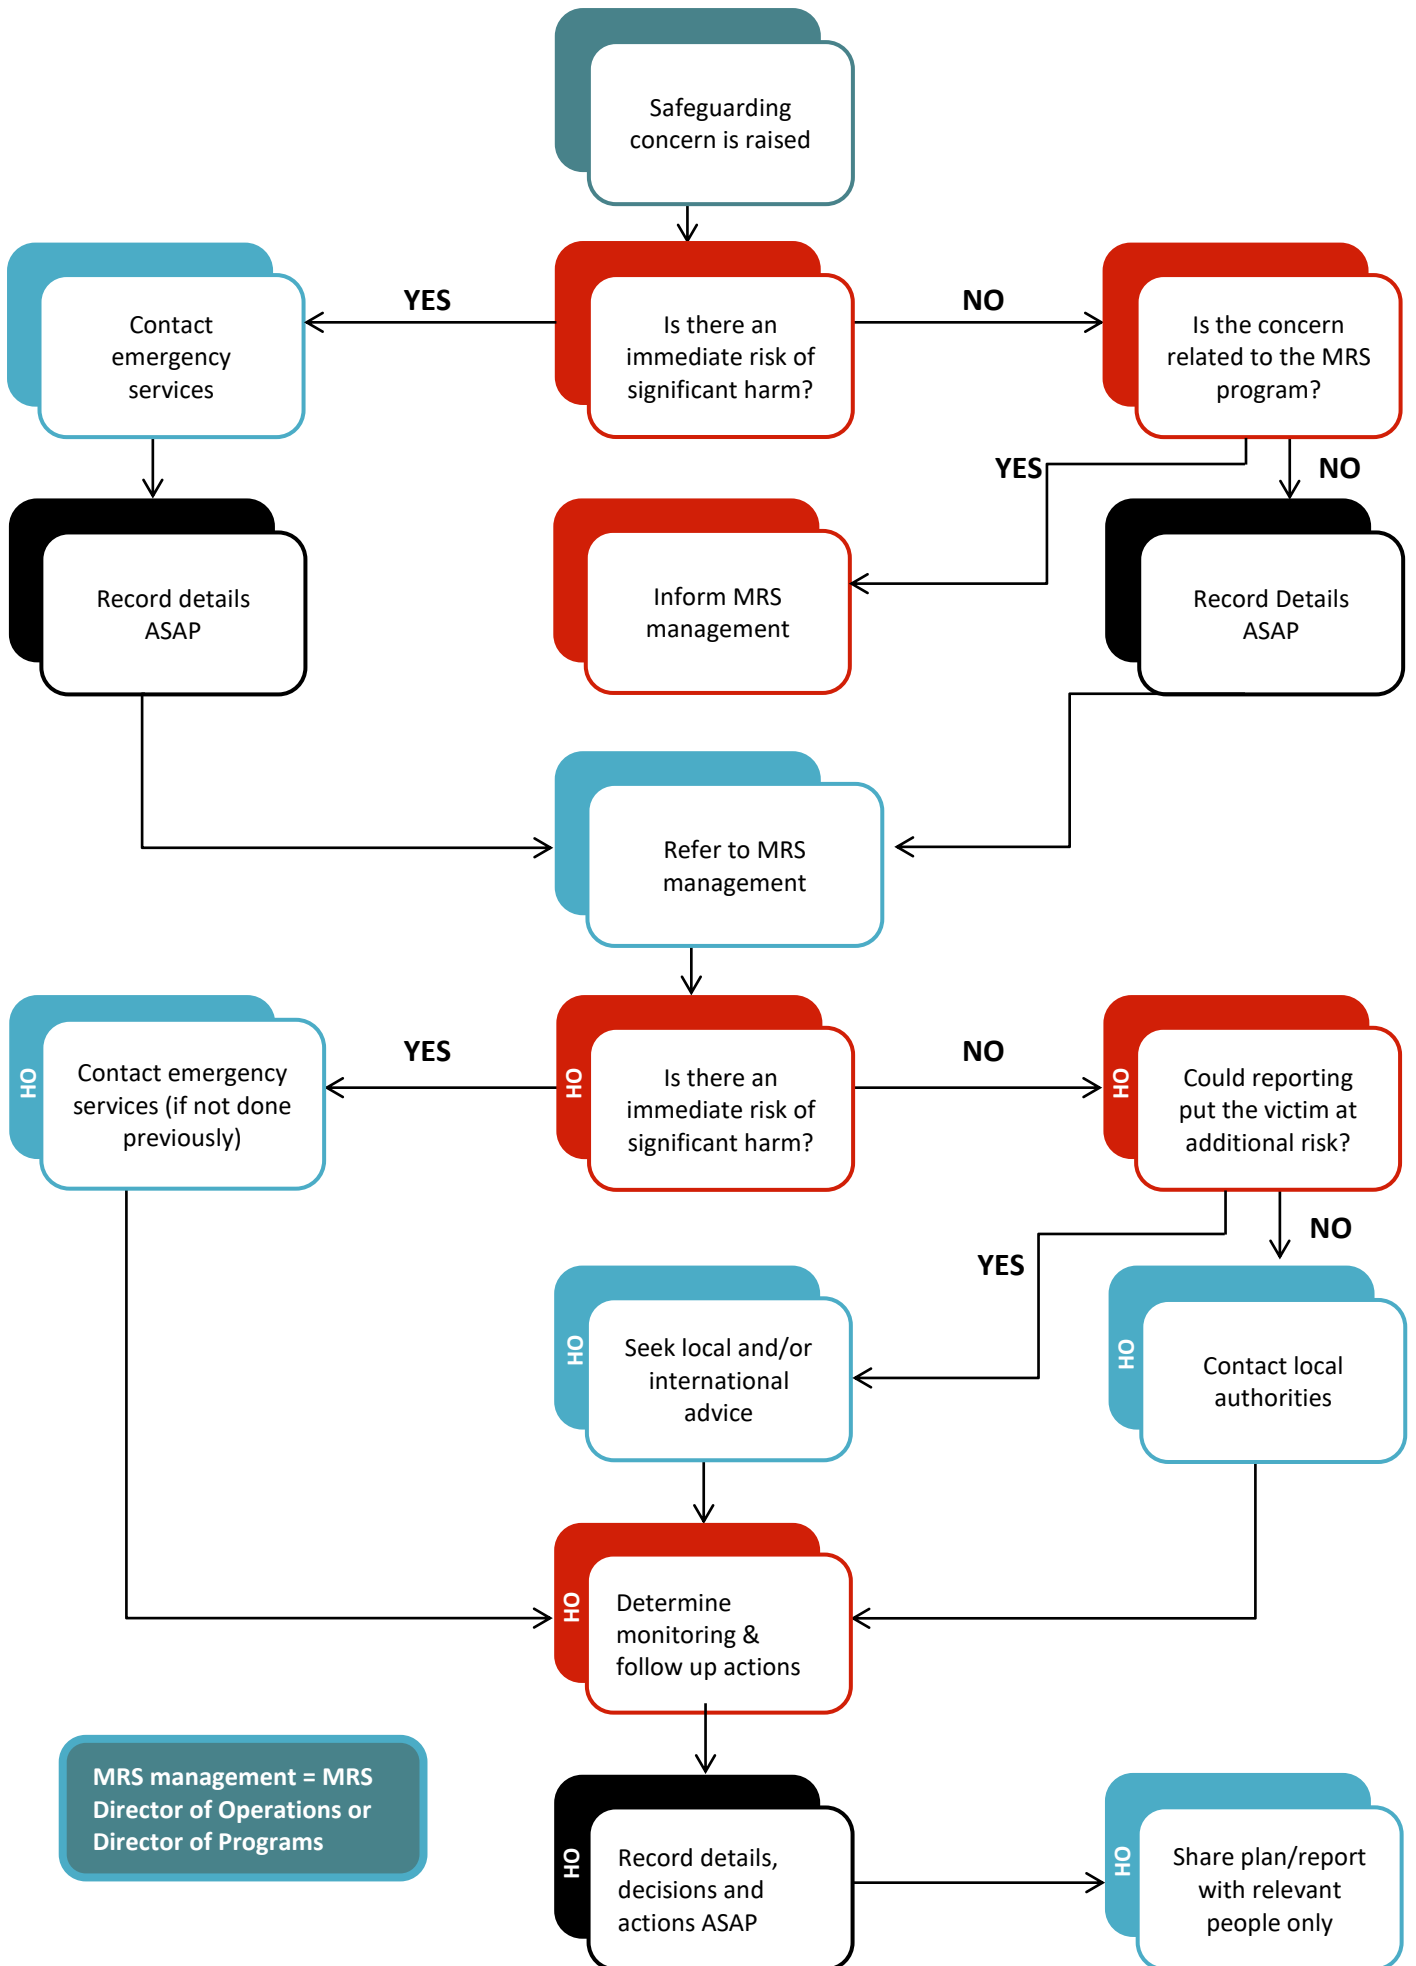 Safeguarding
concern is raised
YES
NO
Contact
emergency
services
Is there an
immediate risk of
significant harm?
Is the concern
related to the MRS
program?
YES
NO
Record details
ASAP
Inform MRS
management
Record Details
ASAP
Refer to MRS
management
YES
NO
HO
Contact emergency
services (if not done
previously)
HO
Is there an
immediate risk of
significant harm?
HO
Could reporting
put the victim at
additional risk?
YES
NO
HO
Seek local and/or
international
advice
HO
Contact local
authorities
HO
Determine
monitoring &
follow up actions
MRS management = MRS
Director of Operations or
Director of Programs
HO
Record details,
decisions and
actions ASAP
HO
Share plan/report
with relevant
people only